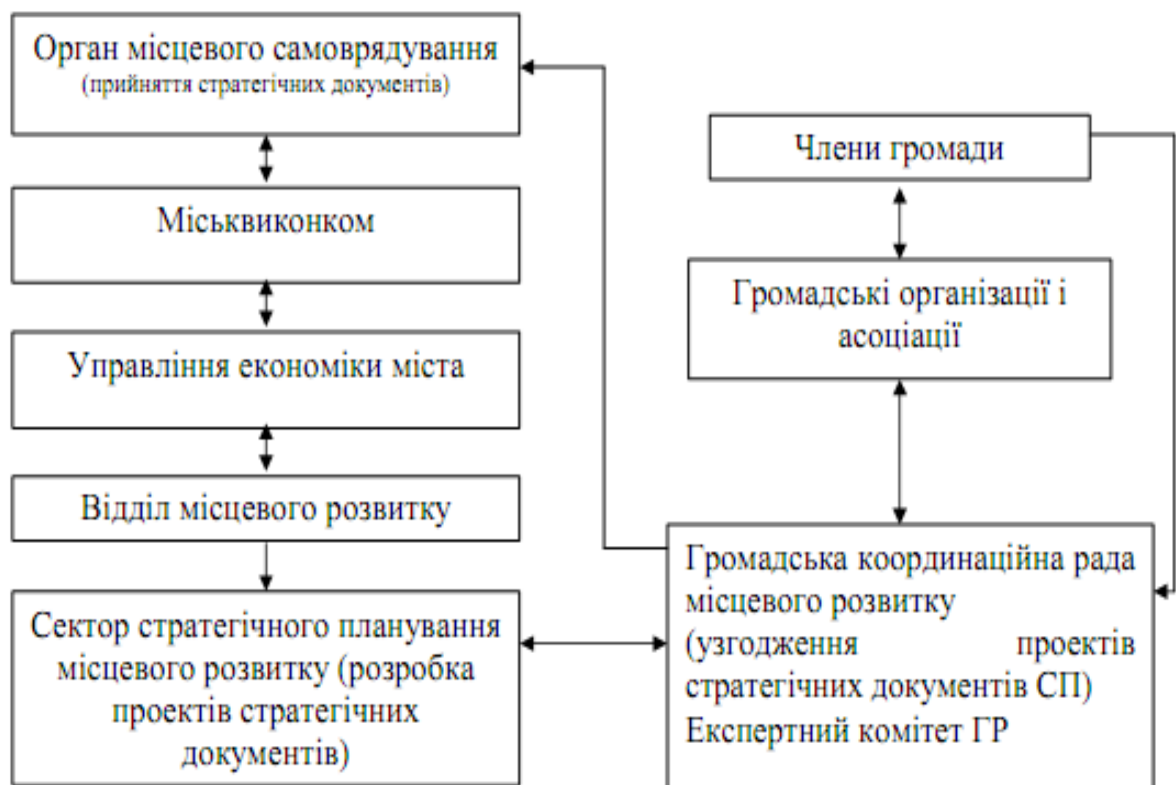 Орган місцевого самоврядування
(прийняття стратегічних документів)
Міськвиконком
Управління економіки міста
Відділ місцевого розвитку
Сектор стратегічного планування
місцевого розвитку (розробка
проектів стратегічних
документів)
Члени громади
Громадські організації і
асоціації
Громадська координаційна рада
місцевого розвитку
(узгодження проектів
стратегічних документів СП)
Експертний комітет ГР